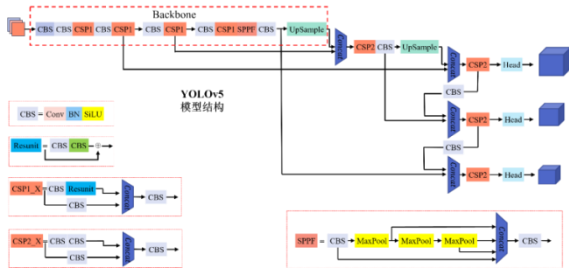 Backbone
CBS CBS CSP1 CBS CSP1 CBS CSP1 CBS CSP1 SPPF CBS UpSample
Concat CSP2 CBS UpSample
Concat CSP2 Head
CBS
YOLOv5
模型结构
Concat CSP2 Head
CBS
Concat CSP2 Head
CBS = Conv BN SiLU
Resunit = CBS CBS
CSP1_X = CBS Resunit Concat CBS
CBS
CSP2_X = CBS CBS Concat CBS
CBS
SPPF = CBS MaxPool MaxPool MaxPool Concat CBS